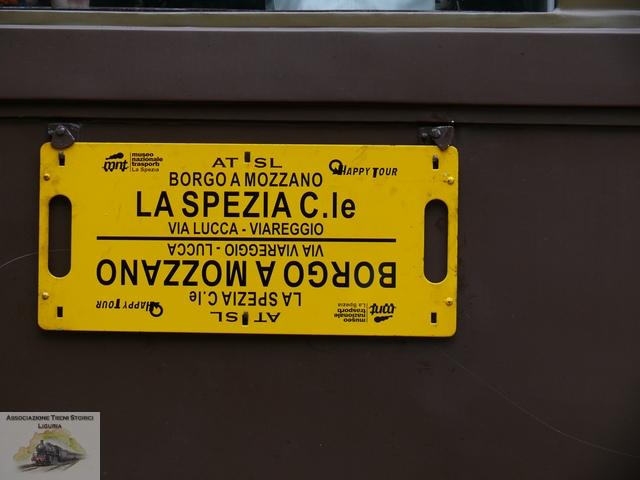 mnt museo
nazionale
trasporti
La Spezia
AT SL
HAPPY TOUR
BORGO A MOZZANO
LA SPEZIA C.le
VIA LUCCA - VIAREGGIO
VIA VIAREGGIO - LUCCA
BORGO A MOZZANO
LA SPEZIA C.le
AT SL
HAPPY TOUR
mnt museo
nazionale
trasporti
La Spezia
ASSOCIAZIONE TRENI STORICI
LIGURIA